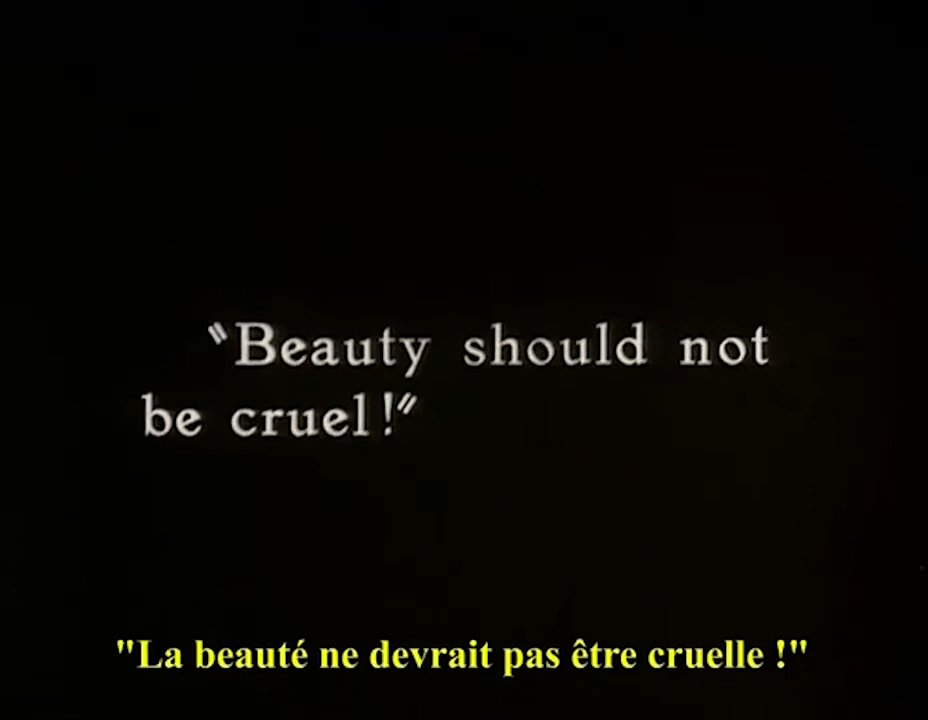 "Beauty should not
be cruel!"
"La beauté ne devrait pas être cruelle !"